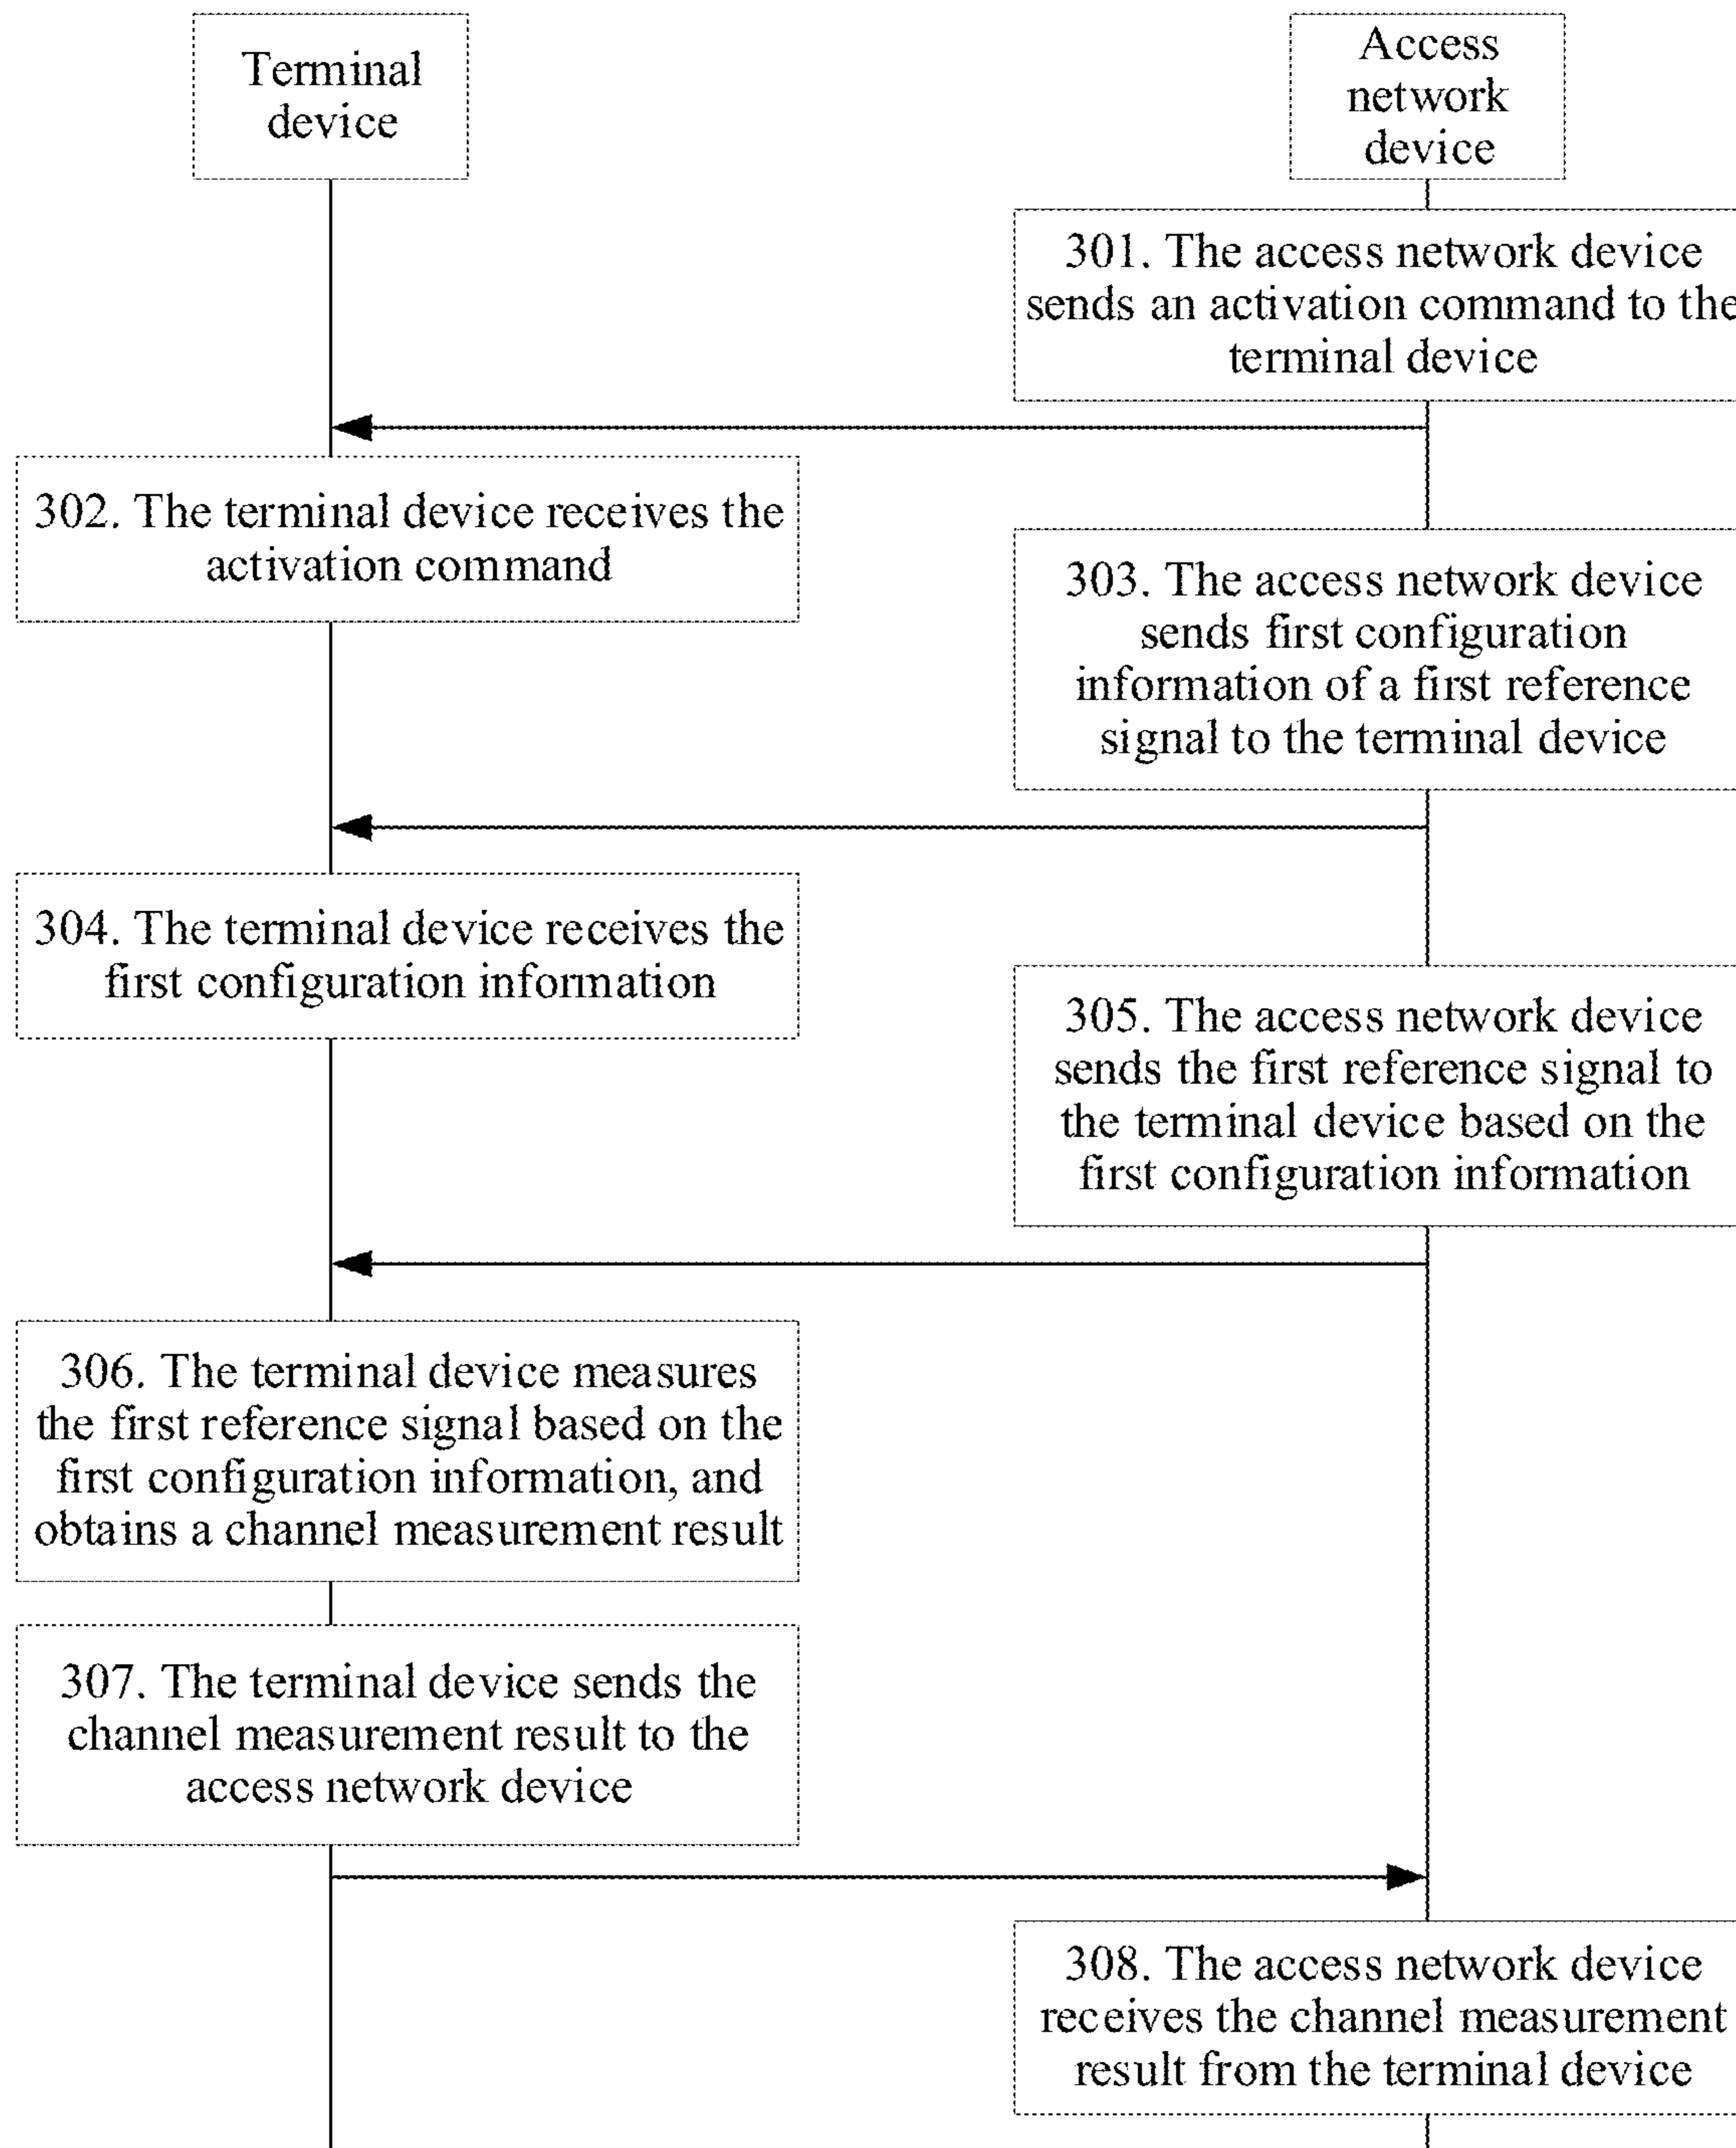 Terminal
device
Access
network
device
301. The access network device
sends an activation command to the
terminal device
302. The terminal device receives the
activation command
303. The access network device
sends first configuration
information of a first reference
signal to the terminal device
304. The terminal device receives the
first configuration information
305. The access network device
sends the first reference signal to
the terminal device based on the
first configuration information
306. The terminal device measures
the first reference signal based on the
first configuration information, and
obtains a channel measurement result
307. The terminal device sends the
channel measurement result to the
access network device
308. The access network device
receives the channel measurement
result from the terminal device